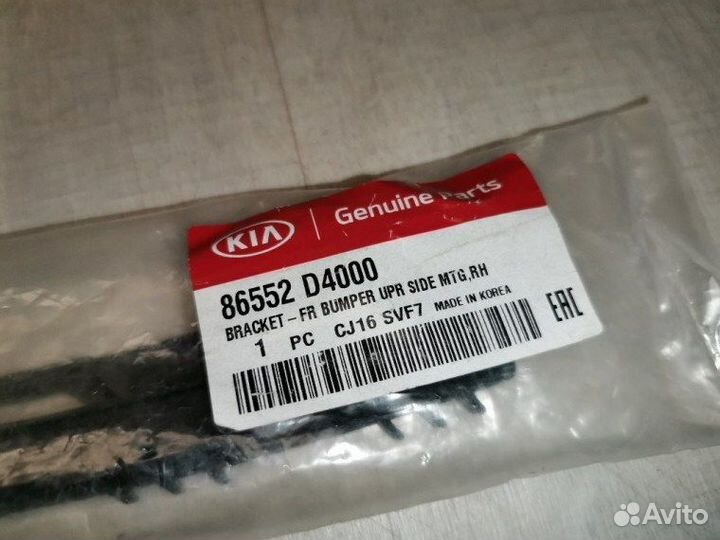 KIA Genuine Parts
86552 D4000
BRACKET-FR BUMPER UPR SIDE MTG,RH
1 PC CJ16 SVF7 MADE IN KOREA
EAC
Avito